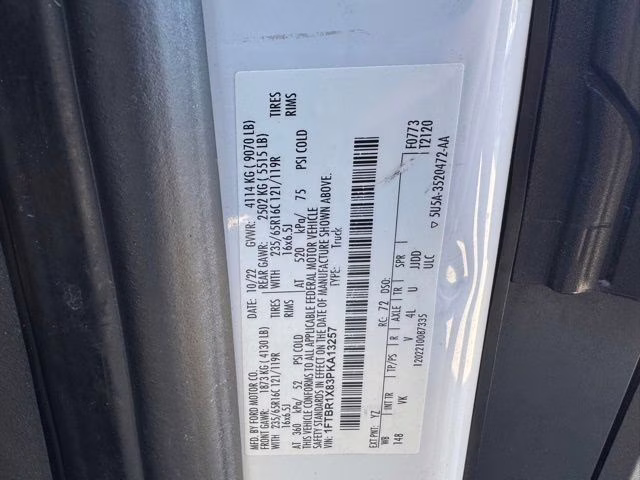 MFD. BY FORD MOTOR CO.
DATE: 10/22
GVWR: 4114 KG ( 9070 LB)
FRONT GAWR: 1873 KG ( 4130 LB)
REAR GAWR: 2502 KG ( 5515 LB)
WITH 235/65R16C 121/119R TIRES
WITH 235/65R16C 121/119R TIRES
16x6.5J RIMS
16x6.5J RIMS
AT 360 kPa/ 52 PSI COLD
AT 520 kPa/ 75 PSI COLD
THIS VEHICLE CONFORMS TO ALL APPLICABLE FEDERAL MOTOR VEHICLE
SAFETY STANDARDS IN EFFECT ON THE DATE OF MANUFACTURE SHOWN ABOVE.
VIN: 1FTBR1X83PKA13257
TYPE: Truck
F0773
T2120
EXT PNT: YZ RC: 72 DSO:
WB INT TR TP/PS R AXLE TR SPR
148 VK V 4L U JJDD
ULC
1202210087335
5U5A-3520472-AA